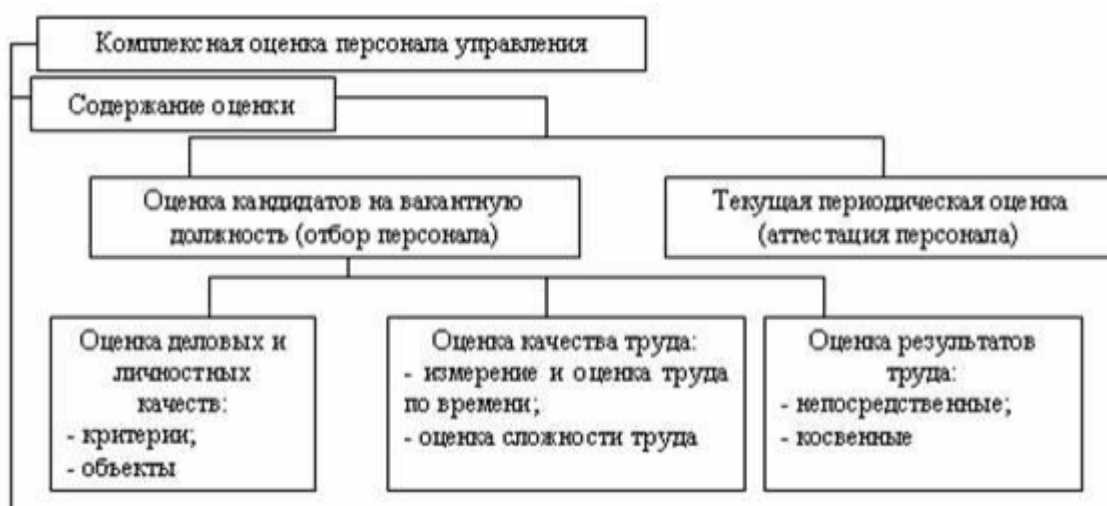 Комплексная оценка персонала управления
Содержание оценки
Оценка кандидатов на вакантную
должность (отбор персонала)
Текущая периодическая оценка
(аттестация персонала)
Оценка деловых и
личностных
качеств:
- критерии;
- объекты
Оценка качества труда:
- измерение и оценка труда
по времени;
- оценка сложности труда
Оценка результатов
труда:
- непосредственные;
- косвенные